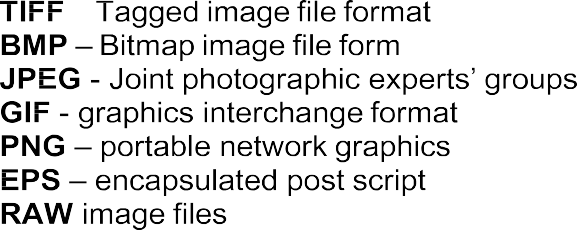 TIFF Tagged image file format
BMP – Bitmap image file form
JPEG - Joint photographic experts’ groups
GIF - graphics interchange format
PNG – portable network graphics
EPS – encapsulated post script
RAW image files